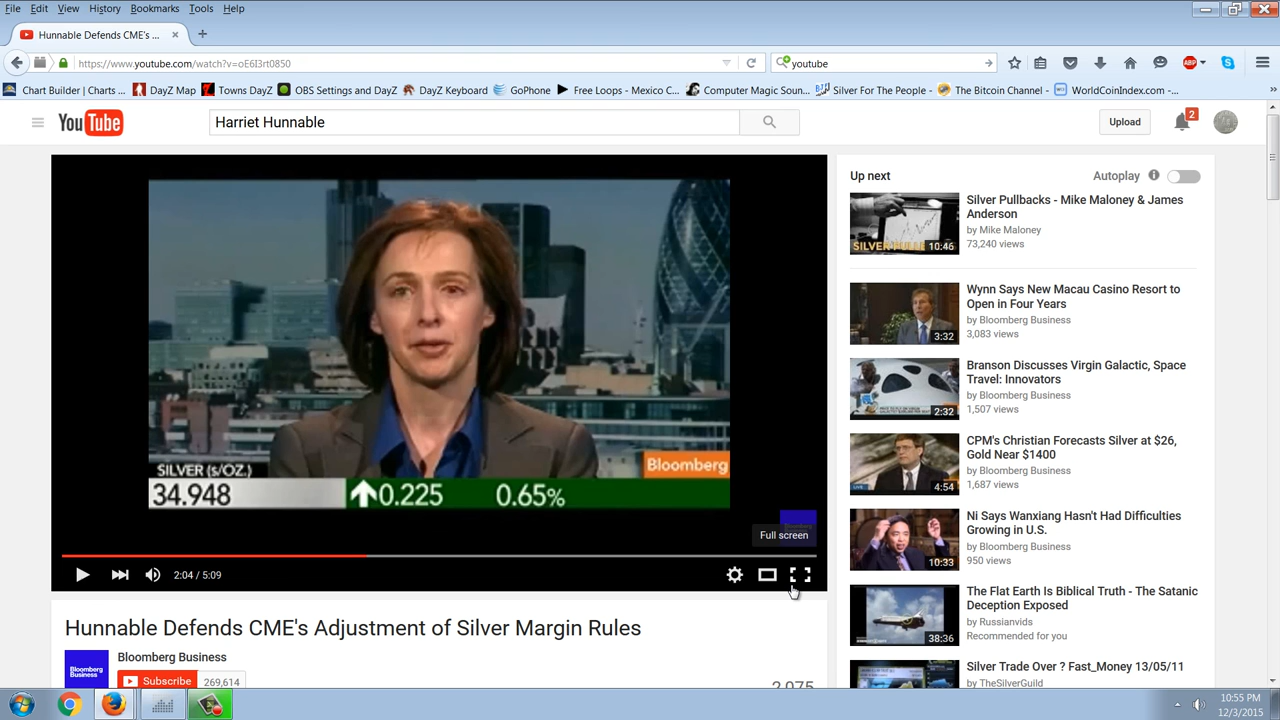 File Edit View History Bookmarks Tools Help
Hunnable Defends CME's ...
https://www.youtube.com/watch?v=oE6I3rt0850
youtube
ABP
Chart Builder | Charts ... DayZ Map Towns DayZ OBS Settings and DayZ DayZ Keyboard GoPhone Free Loops - Mexico C... Computer Magic Soun... Silver For The People - The Bitcoin Channel - WorldCoinIndex.com -...
YouTube
Harriet Hunnable
Upload
2
SILVER (s/OZ.)
Bloomberg
34.948 0.225 0.65%
Full screen
2:04 / 5:09
Hunnable Defends CME's Adjustment of Silver Margin Rules
Bloomberg Business
Bloomberg Business
Subscribe 269,614
2,075
Up next
Autoplay
Silver Pullbacks - Mike Maloney & James
Anderson
by Mike Maloney
73,240 views
10:46
Wynn Says New Macau Casino Resort to
Open in Four Years
by Bloomberg Business
3,083 views
3:32
Branson Discusses Virgin Galactic, Space
Travel: Innovators
by Bloomberg Business
1,507 views
2:32
CPM's Christian Forecasts Silver at $26,
Gold Near $1400
by Bloomberg Business
1,687 views
4:54
Ni Says Wanxiang Hasn't Had Difficulties
Growing in U.S.
by Bloomberg Business
950 views
10:33
The Flat Earth Is Biblical Truth - The Satanic
Deception Exposed
by Russianvids
Recommended for you
38:36
Silver Trade Over ? Fast_Money 13/05/11
by TheSilverGuild
10:55 PM
12/3/2015